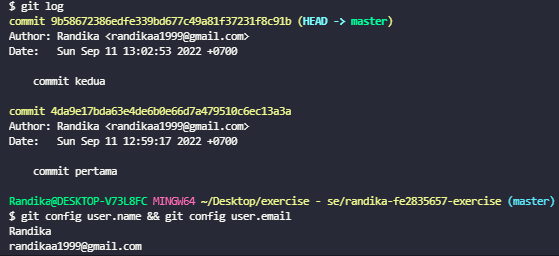 $ git log
commit 9b58672386edfe339bd677c49a81f37231f8c91b (HEAD -> master)
Author: Randika <randikaa1999@gmail.com>
Date:   Sun Sep 11 13:02:53 2022 +0700
commit kedua
commit 4da9e17bda63e4de6b0e66d7a479510c6ec13a3a
Author: Randika <randikaa1999@gmail.com>
Date:   Sun Sep 11 12:59:17 2022 +0700
commit pertama
Randika@DESKTOP-V73L8FC MINGW64 ~/Desktop/exercise - se/randika-fe2835657-exercise (master)
$ git config user.name && git config user.email
Randika
randikaa1999@gmail.com